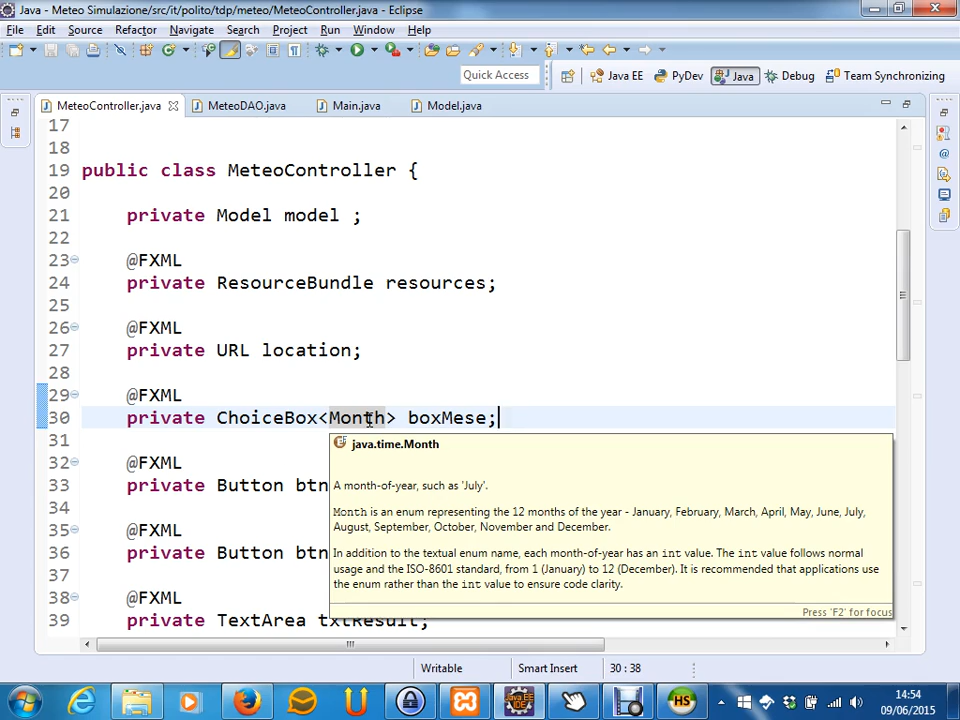 Java - Meteo Simulazione/src/it/polito/tdp/meteo/MeteoController.java - Eclipse
File Edit Source Refactor Navigate Search Project Run Window Help
Quick Access Java EE PyDev Java Debug Team Synchronizing
MeteoController.java MeteoDAO.java Main.java Model.java
17
18
19 public class MeteoController {
20
21 private Model model ;
22
23 @FXML
24 private ResourceBundle resources;
25
26 @FXML
27 private URL location;
28
29 @FXML
30 private ChoiceBox<Month> boxMese;
31
java.time.Month
32 @FXML
33 private Button btn
A month-of-year, such as 'July'.
34
Month is an enum representing the 12 months of the year - January, February, March, April, May, June, July,
August, September, October, November and December.
35 @FXML
36 private Button btn
In addition to the textual enum name, each month-of-year has an int value. The int value follows normal
usage and the ISO-8601 standard, from 1 (January) to 12 (December). It is recommended that applications use
the enum rather than the int value to ensure code clarity.
37
38 @FXML
Press 'F2' for focus
39 private TextArea txtResult;
Writable Smart Insert 30 : 38
Java EE IDE
HS
14:54
09/06/2015